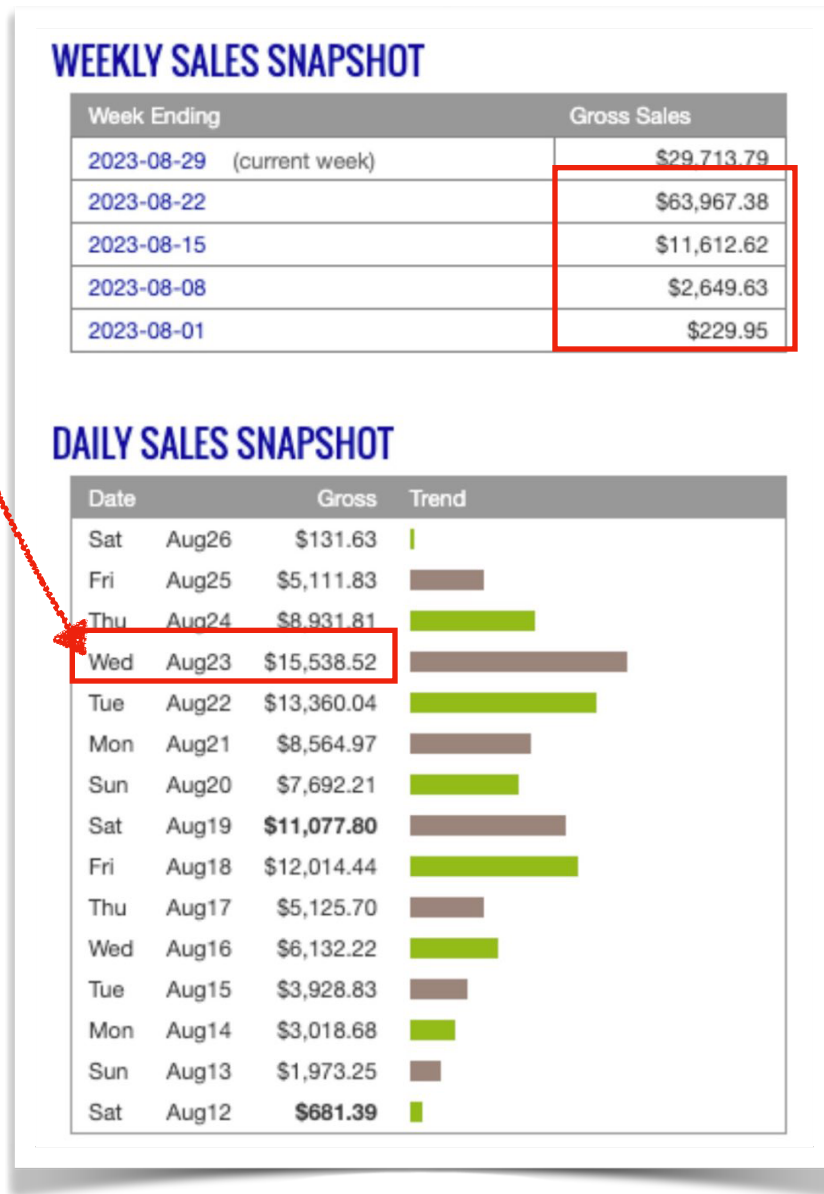 WEEKLY SALES SNAPSHOT
Week Ending Gross Sales
2023-08-29 (current week) $29,713.79
2023-08-22 $63,967.38
2023-08-15 $11,612.62
2023-08-08 $2,649.63
2023-08-01 $229.95
DAILY SALES SNAPSHOT
Date Gross Trend
Sat Aug26 $131.63
Fri Aug25 $5,111.83
Thu Aug24 $8,931.81
Wed Aug23 $15,538.52
Tue Aug22 $13,360.04
Mon Aug21 $8,564.97
Sun Aug20 $7,692.21
Sat Aug19 $11,077.80
Fri Aug18 $12,014.44
Thu Aug17 $5,125.70
Wed Aug16 $6,132.22
Tue Aug15 $3,928.83
Mon Aug14 $3,018.68
Sun Aug13 $1,973.25
Sat Aug12 $681.39